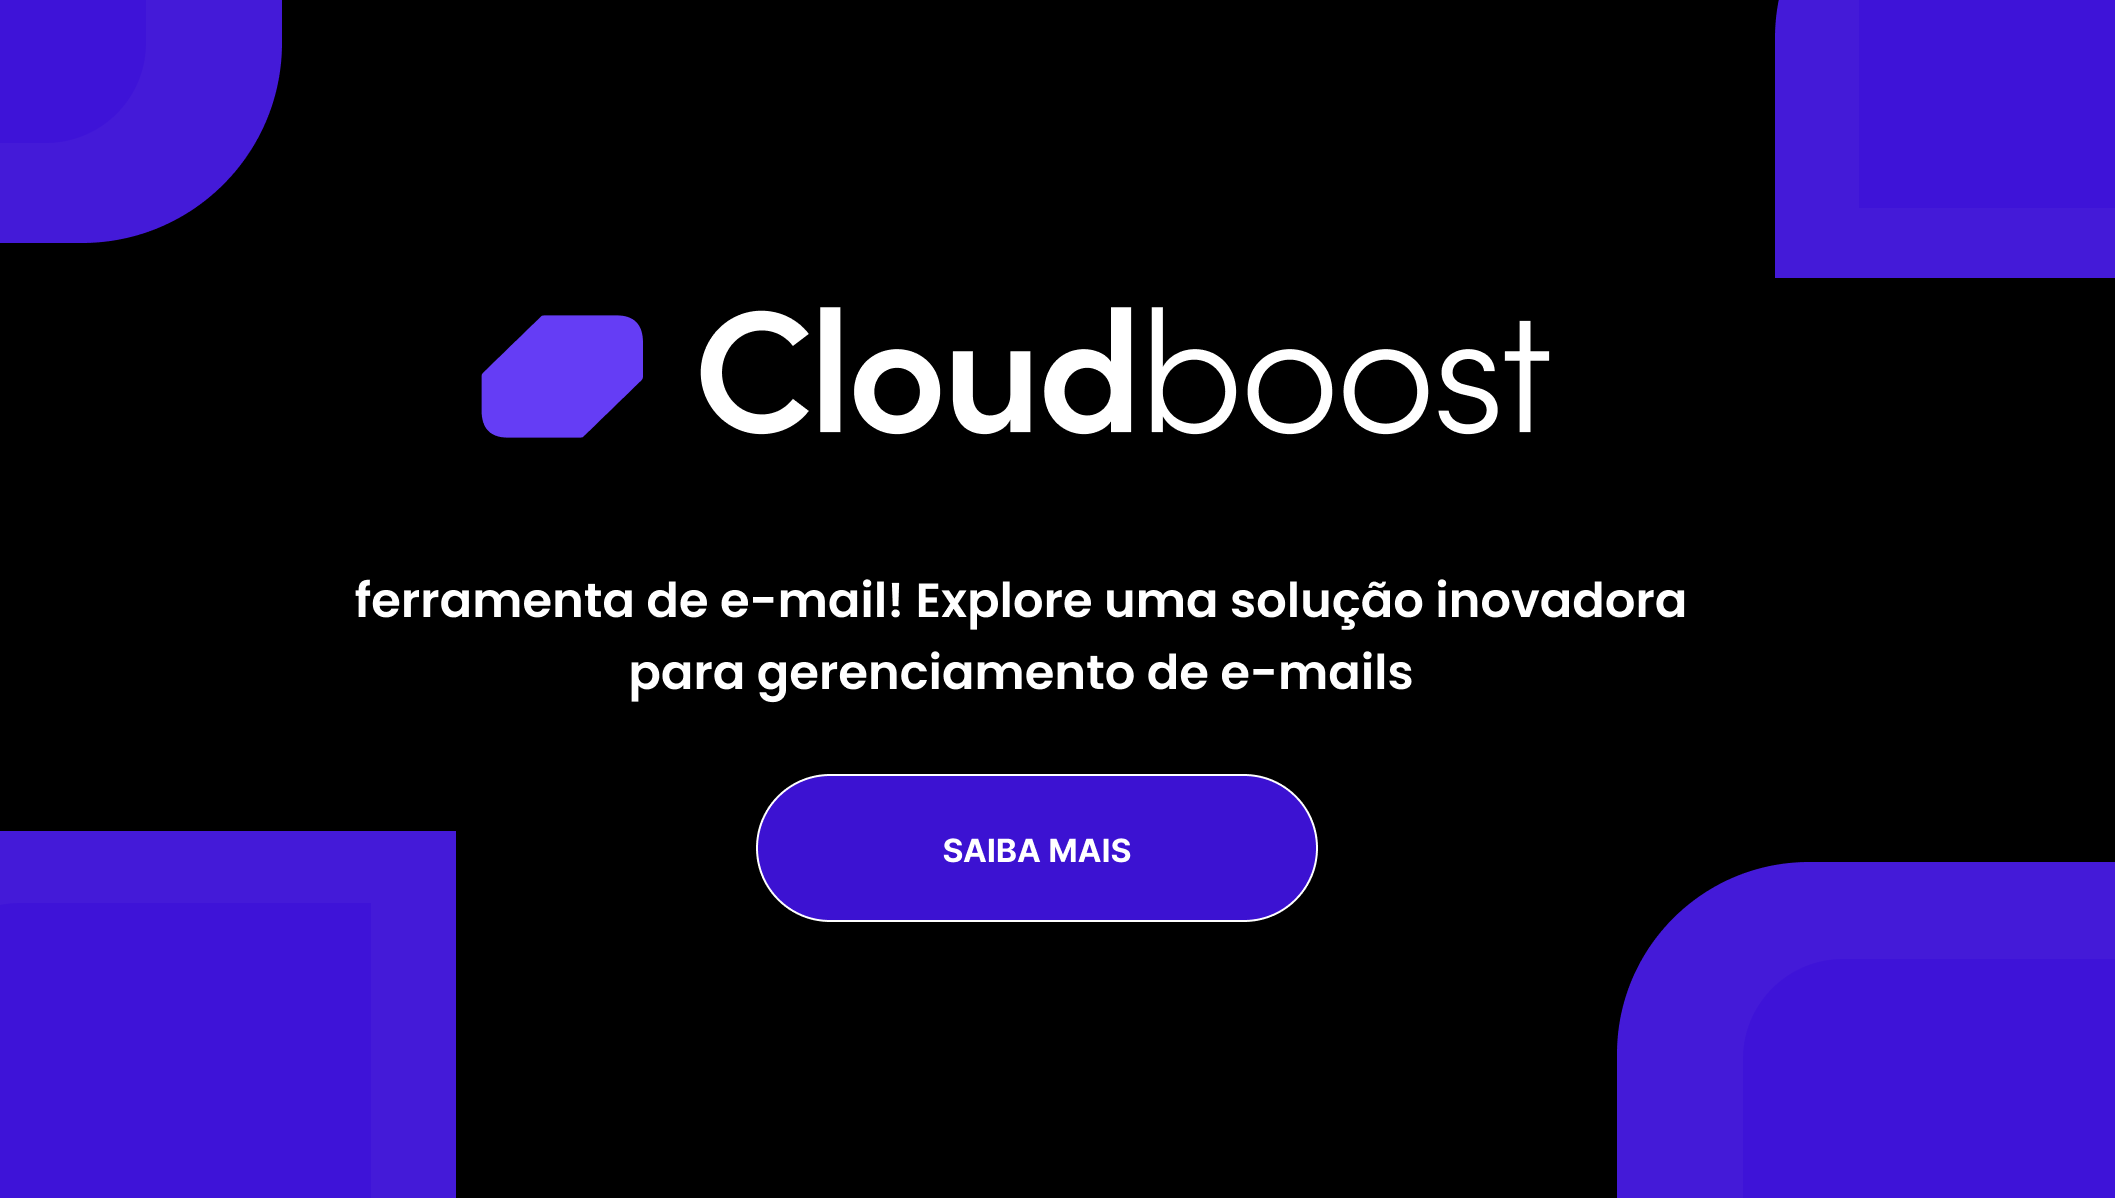 Cloudboost
ferramenta de e-mail! Explore uma solução inovadora
para gerenciamento de e-mails
SAIBA MAIS